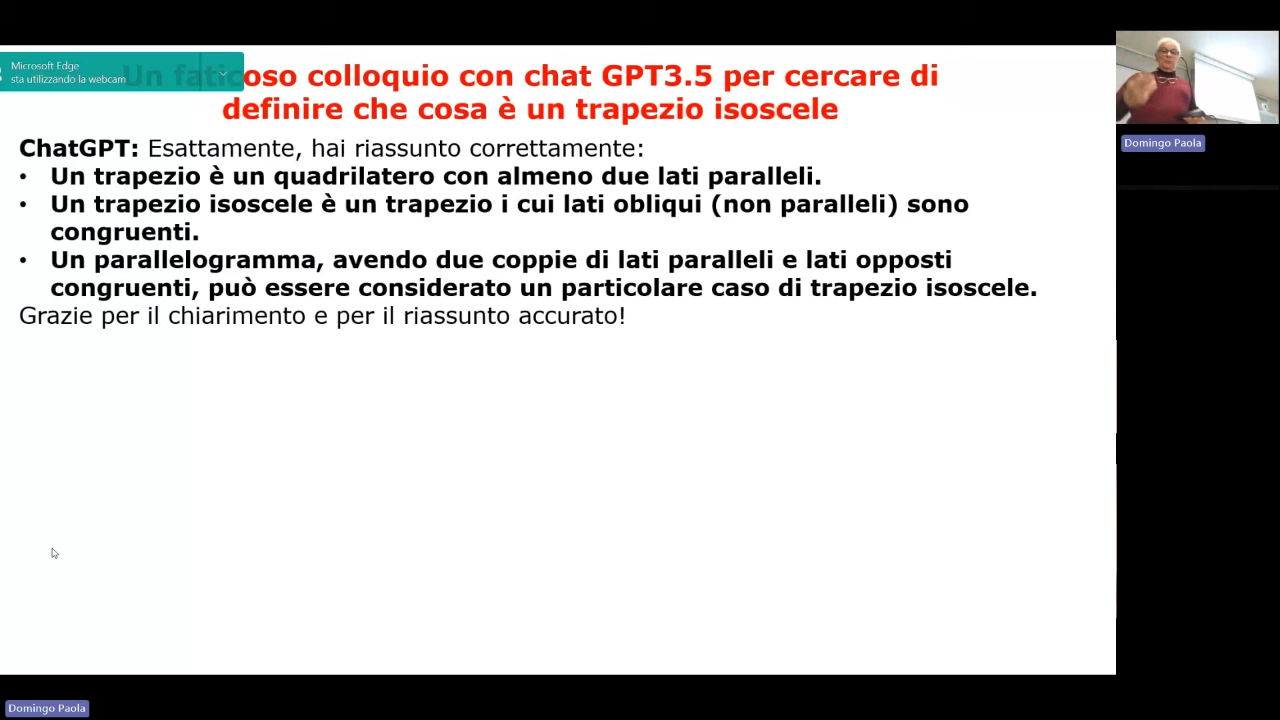 Microsoft Edge
sta utilizzando la webcam
Un faticoso colloquio con chat GPT3.5 per cercare di
definire che cosa è un trapezio isoscele
ChatGPT: Esattamente, hai riassunto correttamente:
• Un trapezio è un quadrilatero con almeno due lati paralleli.
• Un trapezio isoscele è un trapezio i cui lati obliqui (non paralleli) sono
congruenti.
• Un parallelogramma, avendo due coppie di lati paralleli e lati opposti
congruenti, può essere considerato un particolare caso di trapezio isoscele.
Grazie per il chiarimento e per il riassunto accurato!
Domingo Paola
Domingo Paola